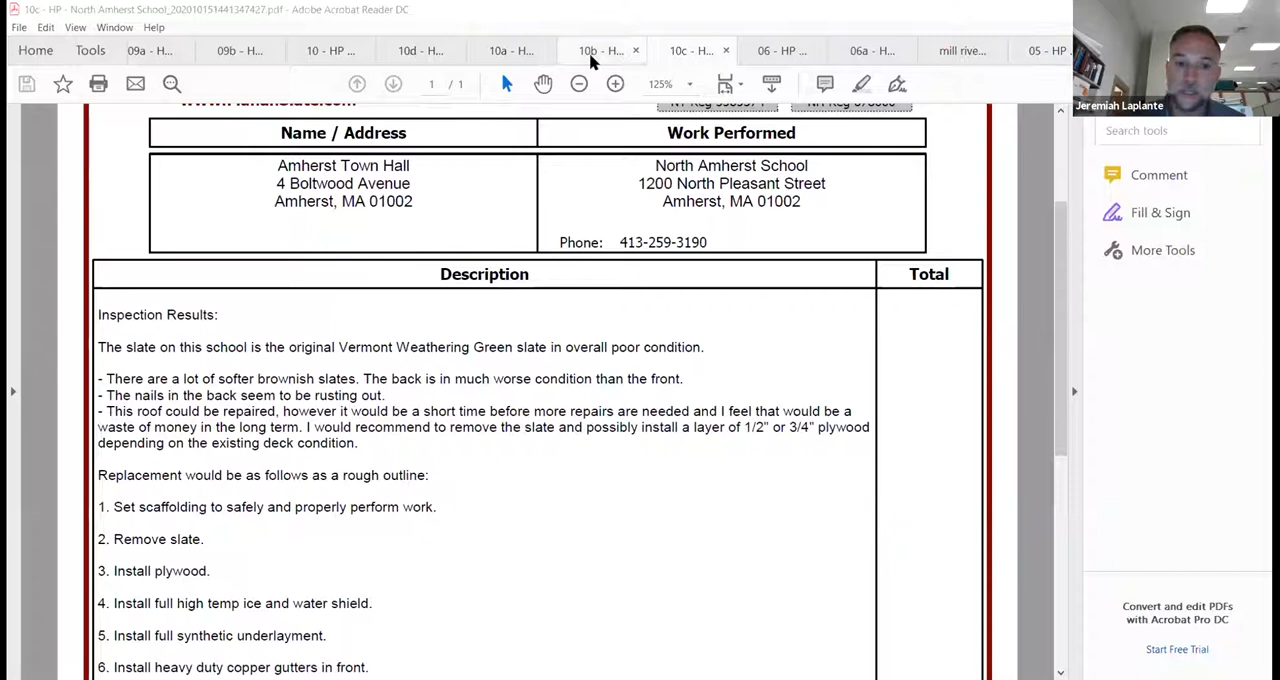 10c - HP - North Amherst School_202010151441347427.pdf - Adobe Acrobat Reader DC
File Edit View Window Help
Home Tools 09a - H... 09b - H... 10 - HP ... 10d - H... 10a - H... 10b - H... × 10c - H... × 06 - HP ... 06a - H... mill rive... 05 - HP
1 / 1 125%
Jeremiah Laplante
Search tools
Comment
Fill & Sign
More Tools
Name / Address Work Performed
Amherst Town Hall North Amherst School
4 Boltwood Avenue 1200 North Pleasant Street
Amherst, MA 01002 Amherst, MA 01002
Phone: 413-259-3190
Description Total
Inspection Results:
The slate on this school is the original Vermont Weathering Green slate in overall poor condition.
- There are a lot of softer brownish slates. The back is in much worse condition than the front.
- The nails in the back seem to be rusting out.
- This roof could be repaired, however it would be a short time before more repairs are needed and I feel that would be a
waste of money in the long term. I would recommend to remove the slate and possibly install a layer of 1/2" or 3/4" plywood
depending on the existing deck condition.
Replacement would be as follows as a rough outline:
1. Set scaffolding to safely and properly perform work.
2. Remove slate.
3. Install plywood.
4. Install full high temp ice and water shield.
5. Install full synthetic underlayment.
6. Install heavy duty copper gutters in front.
Convert and edit PDFs
with Acrobat Pro DC
Start Free Trial